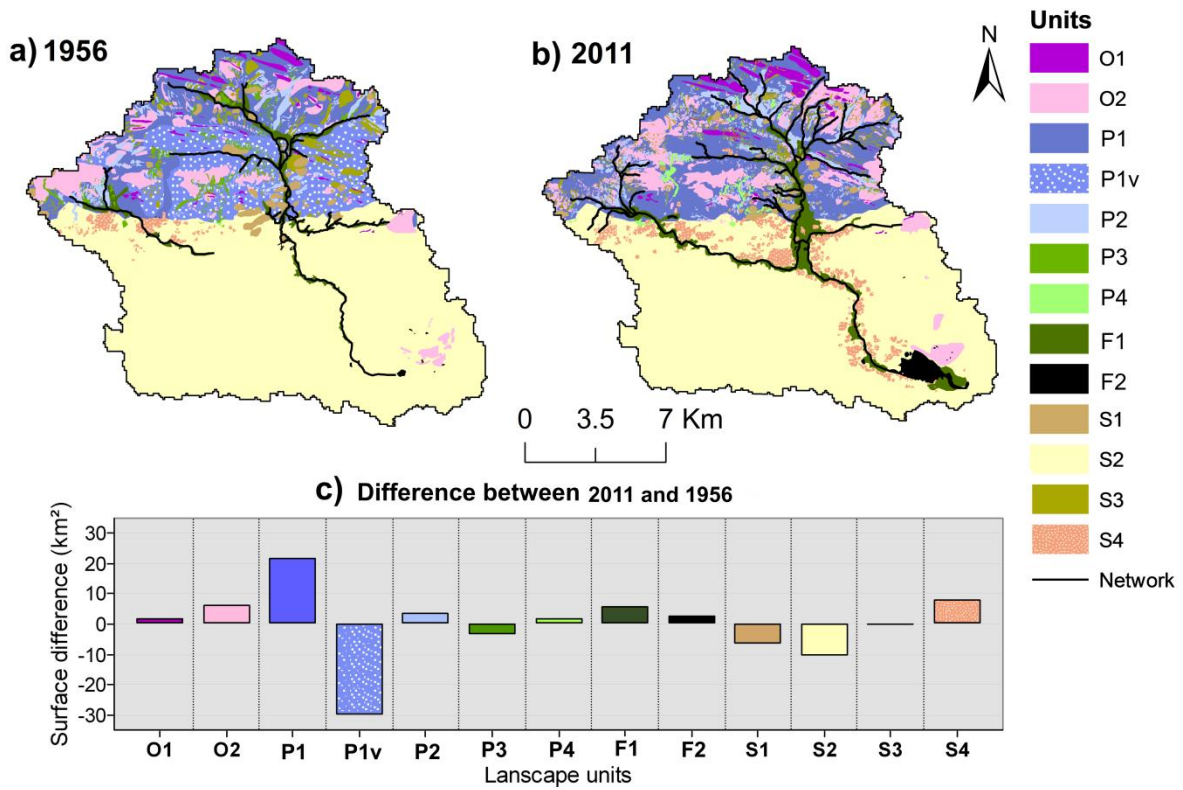 a) 1956
b) 2011
N
Units
O1
O2
P1
P1v
P2
P3
P4
F1
F2
S1
S2
S3
S4
Network
0 3.5 7 Km
c) Difference between 2011 and 1956
Surface difference (km²)
30
20
10
0
-10
-20
-30
O1 O2 P1 P1v P2 P3 P4 F1 F2 S1 S2 S3 S4
Lanscape units